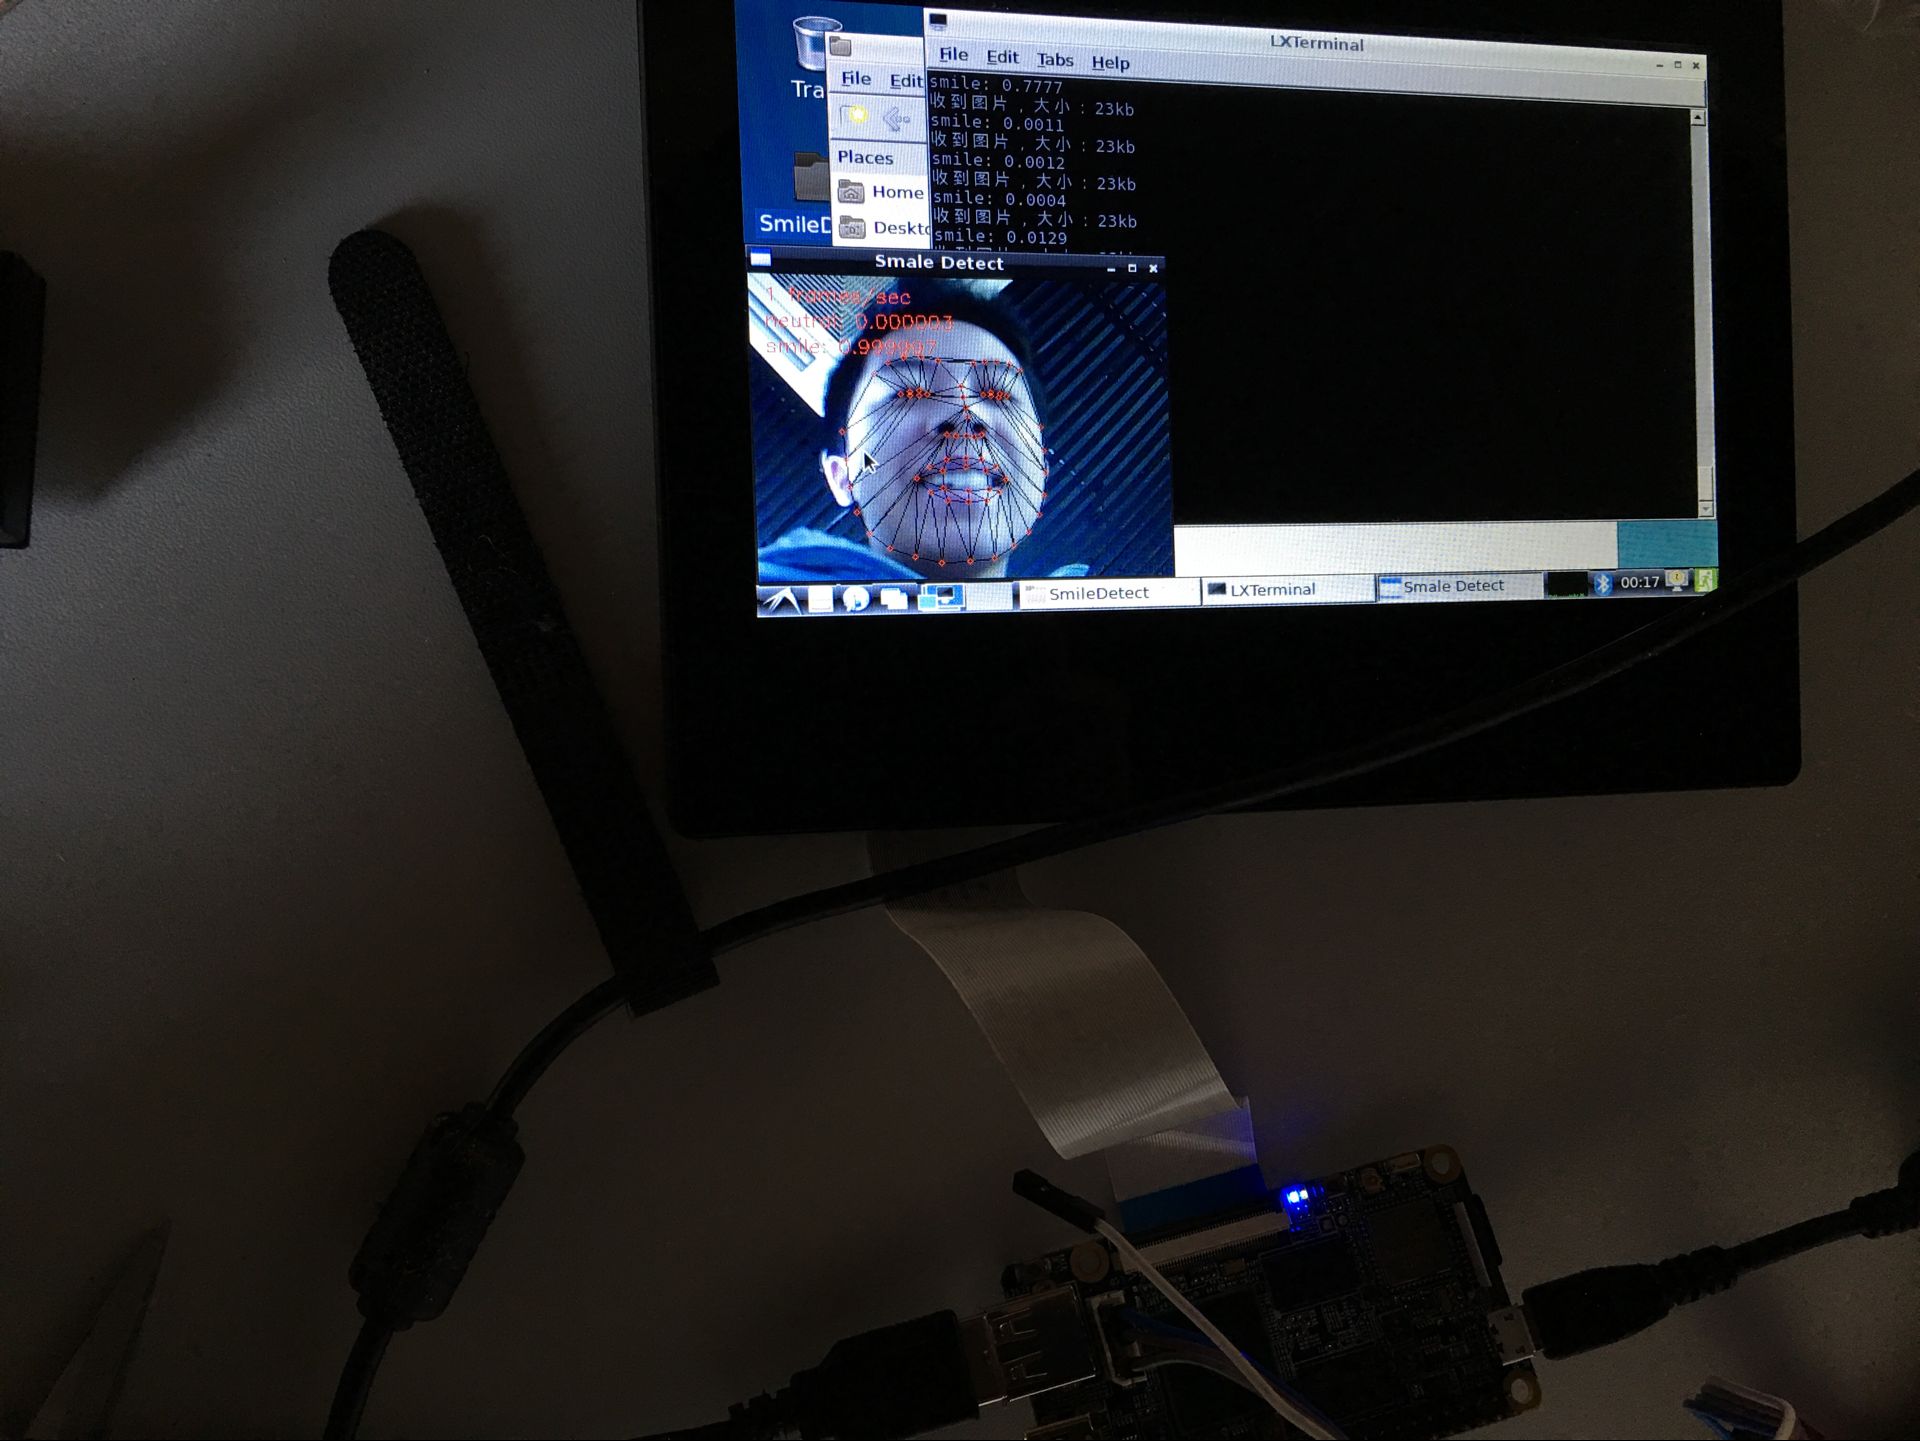 Tra
File Edit
Places
Home
Deskto
SmileD
LXTerminal
File Edit Tabs Help
smile: 0.7777
收到图片，大小：23kb
smile: 0.0011
收到图片，大小：23kb
smile: 0.0012
收到图片，大小：23kb
smile: 0.0004
收到图片，大小：23kb
smile: 0.0129
Smale Detect
1 frames/sec
neutral: 0.000003
smile: 0.999997
SmileDetect
LXTerminal
Smale Detect
00:17